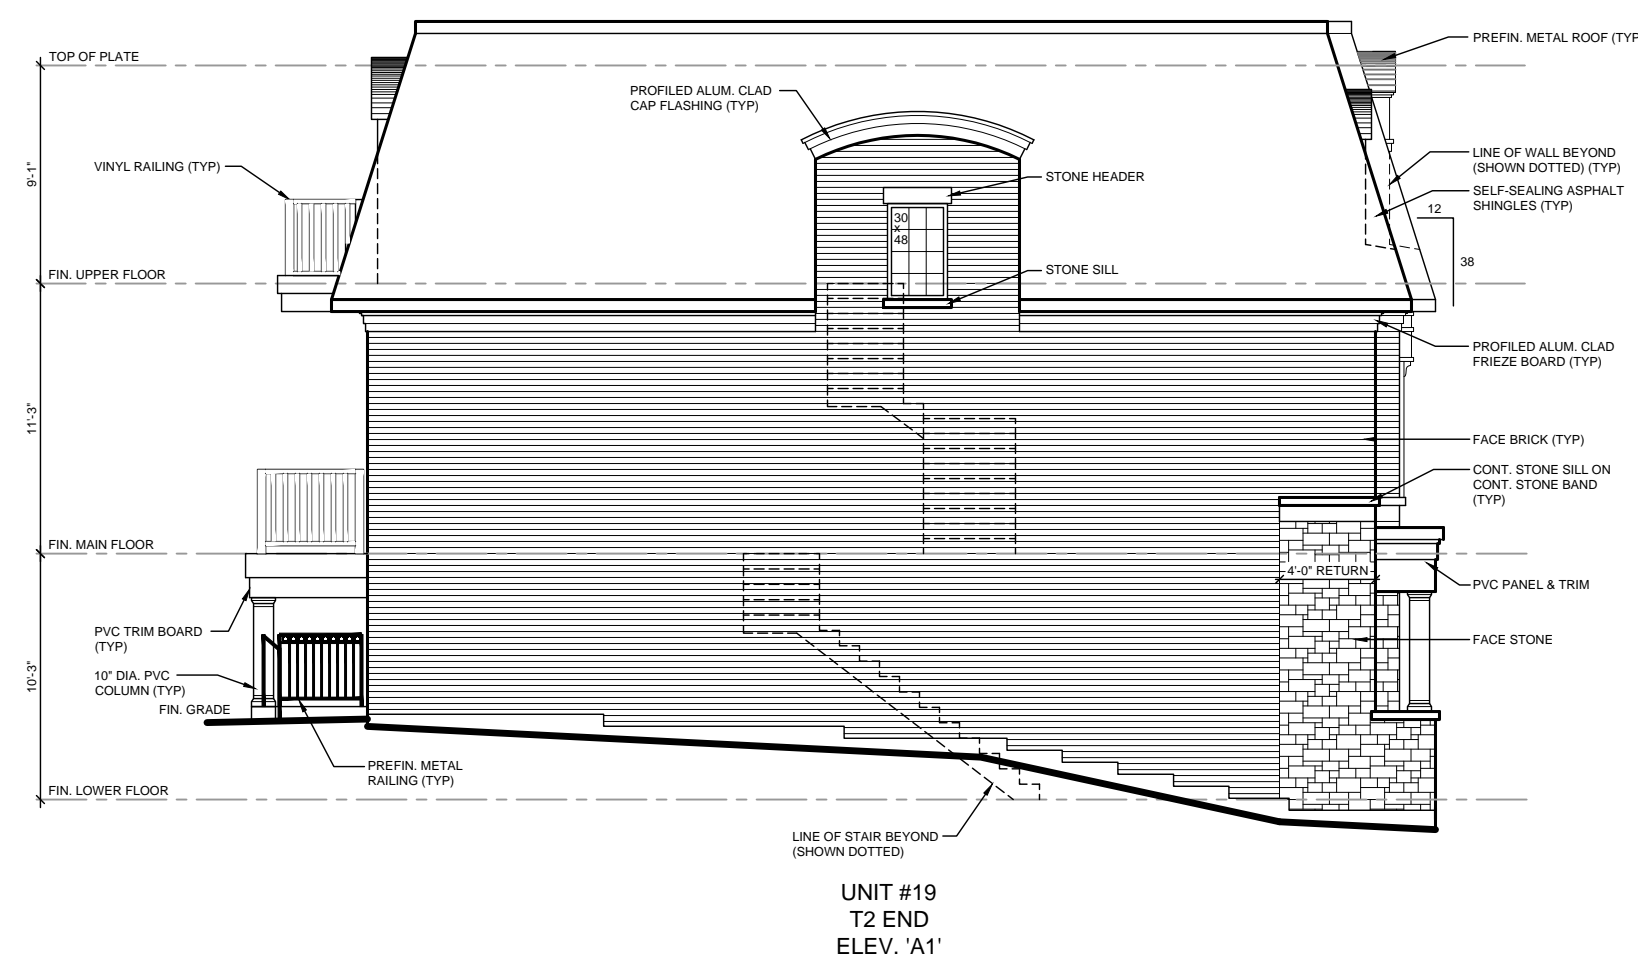 TOP OF PLATE
PREFIN. METAL ROOF (TYP
PROFILED ALUM. CLAD
CAP FLASHING (TYP)
9'-1"
VINYL RAILING (TYP)
LINE OF WALL BEYOND
(SHOWN DOTTED) (TYP)
STONE HEADER
SELF-SEALING ASPHALT
SHINGLES (TYP)
12
38
30
x
48
STONE SILL
FIN. UPPER FLOOR
PROFILED ALUM. CLAD
FRIEZE BOARD (TYP)
11'-3"
FACE BRICK (TYP)
CONT. STONE SILL ON
CONT. STONE BAND
(TYP)
FIN. MAIN FLOOR
4'-0" RETURN
PVC PANEL & TRIM
PVC TRIM BOARD
(TYP)
FACE STONE
10'-3"
10" DIA. PVC
COLUMN (TYP)
FIN. GRADE
PREFIN. METAL
RAILING (TYP)
FIN. LOWER FLOOR
LINE OF STAIR BEYOND
(SHOWN DOTTED)
UNIT #19
T2 END
ELEV. 'A1'